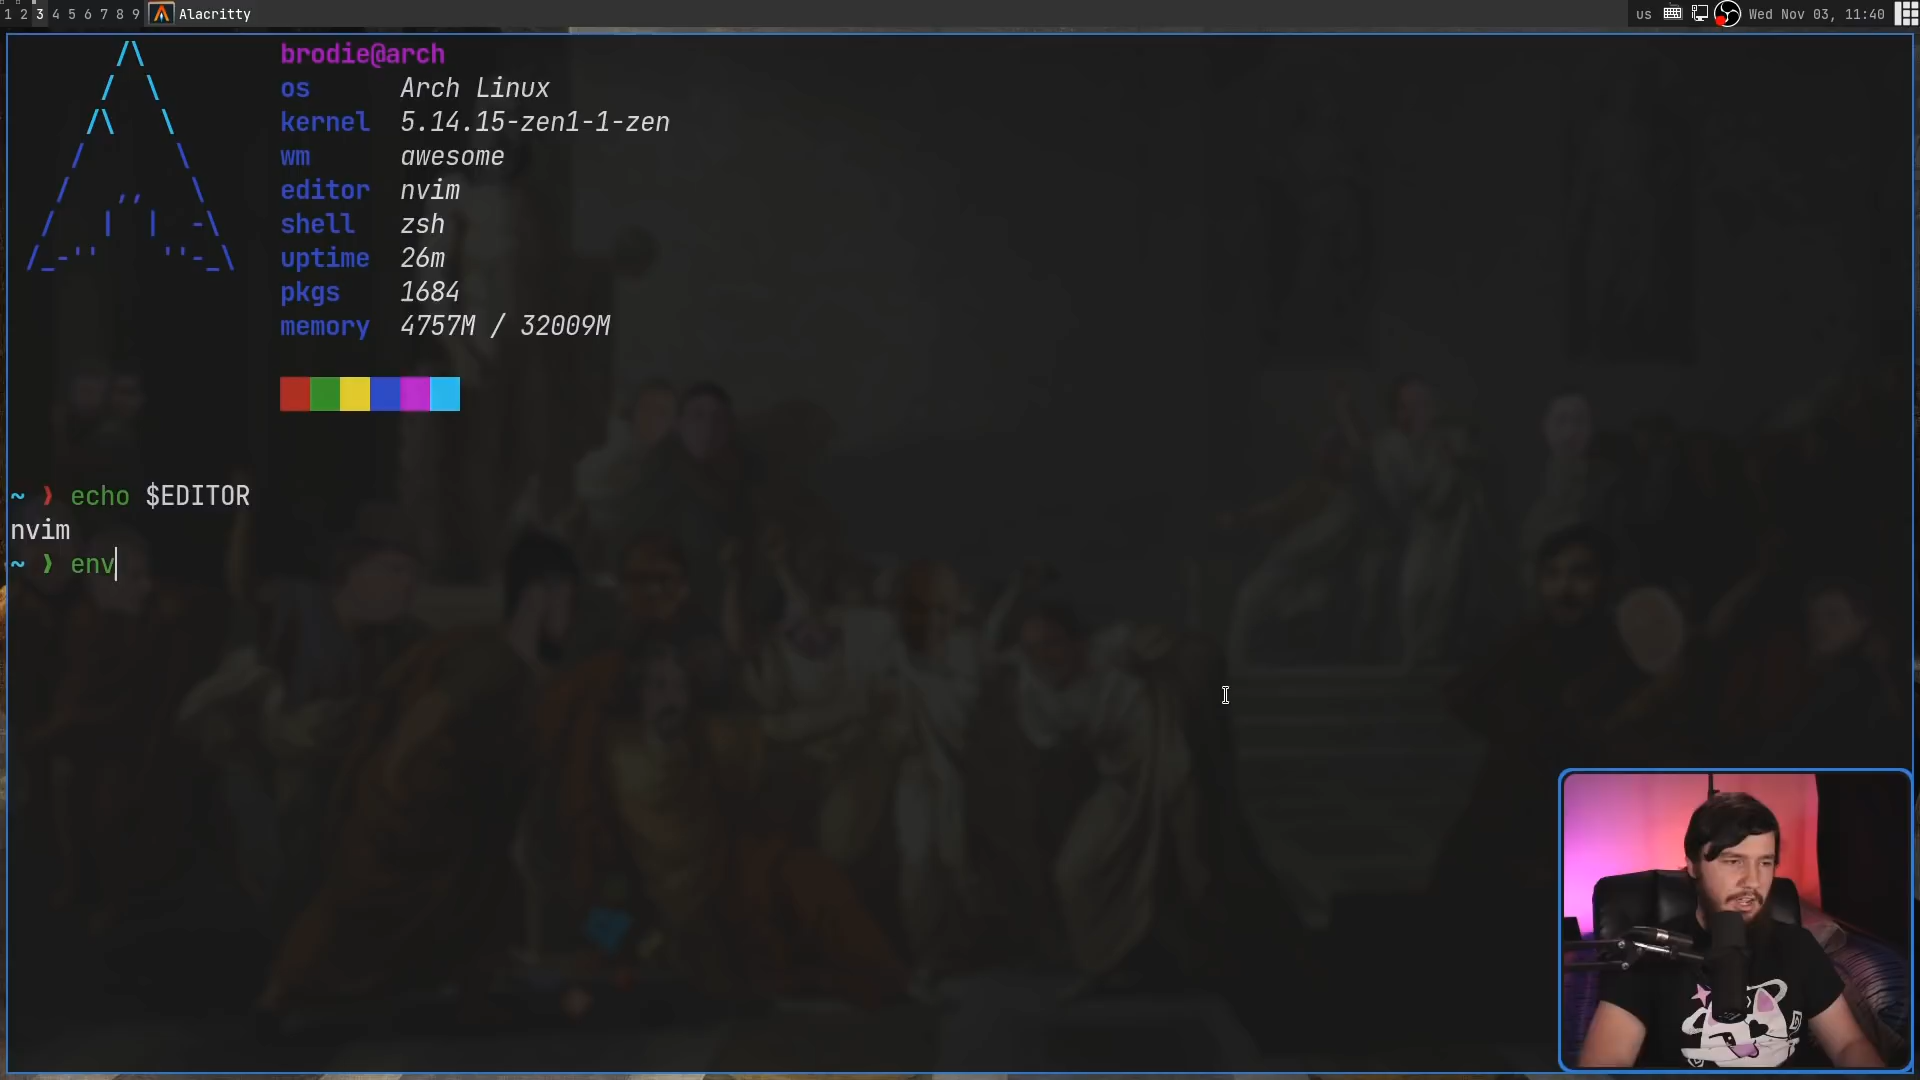 1 2 3 4 5 6 7 8 9 Alacritty us Wed Nov 03, 11:40
brodie@arch
os Arch Linux
kernel 5.14.15-zen1-1-zen
wm awesome
editor nvim
shell zsh
uptime 26m
pkgs 1684
memory 4757M / 32009M
~ ❯ echo $EDITOR
nvim
~ ❯ env